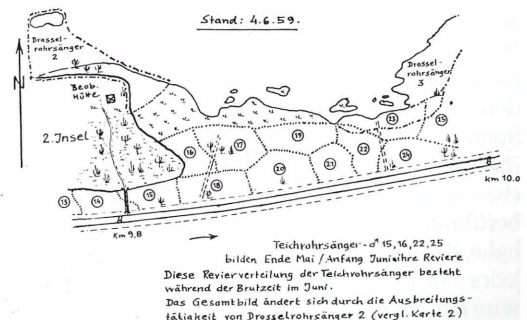 Stand: 4.6.59.
Drossel-
rohrsänger
2
Beob.
Hütte
N
2. Insel
Drossel-
rohrsänger
3
13
14
15
15
16
17
18
19
20
21
22
23
24
25
km 9,8
km 10.0
Teichrohrsänger-♂ 15,16,22,25
bilden Ende Mai / Anfang Juni ihre Reviere
Diese Revierverteilung der Teichrohrsänger besteht
während der Brutzeit im Juni.
Das Gesamtbild ändert sich durch die Ausbreitungs-
tätigkeit von Drosselrohrsänger 2 (vergl. Karte 2)